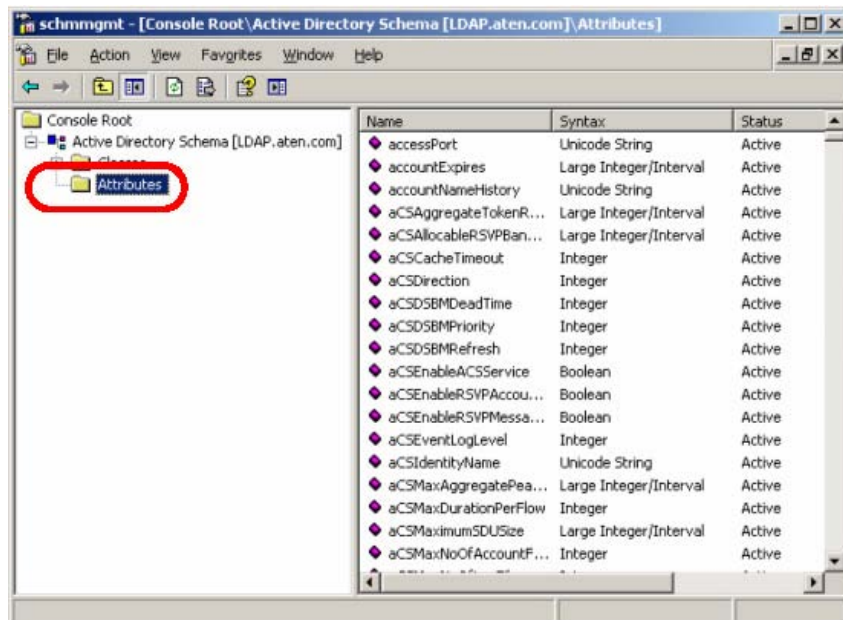 schmmgmt - [Console Root\Active Directory Schema [LDAP.aten.com]\Attributes]
File Action View Favorites Window Help
Console Root
Active Directory Schema [LDAP.aten.com]
Attributes
Name Syntax Status
accessPort Unicode String Active
accountExpires Large Integer/Interval Active
accountNameHistory Unicode String Active
aCSAggregateTokenR... Large Integer/Interval Active
aCSAllocableRSVPBan... Large Integer/Interval Active
aCSCacheTimeout Integer Active
aCSDirection Integer Active
aCSDSBMDeadTime Integer Active
aCSDSBMPriority Integer Active
aCSDSBMRefresh Integer Active
aCSEnableACSService Boolean Active
aCSEnableRSVPAccou... Boolean Active
aCSEnableRSVPMessa... Boolean Active
aCSEventLogLevel Integer Active
aCSIdentityName Unicode String Active
aCSMaxAggregatePea... Large Integer/Interval Active
aCSMaxDurationPerFlow Integer Active
aCSMaximumSDUSize Large Integer/Interval Active
aCSMaxNoOfAccountF... Integer Active